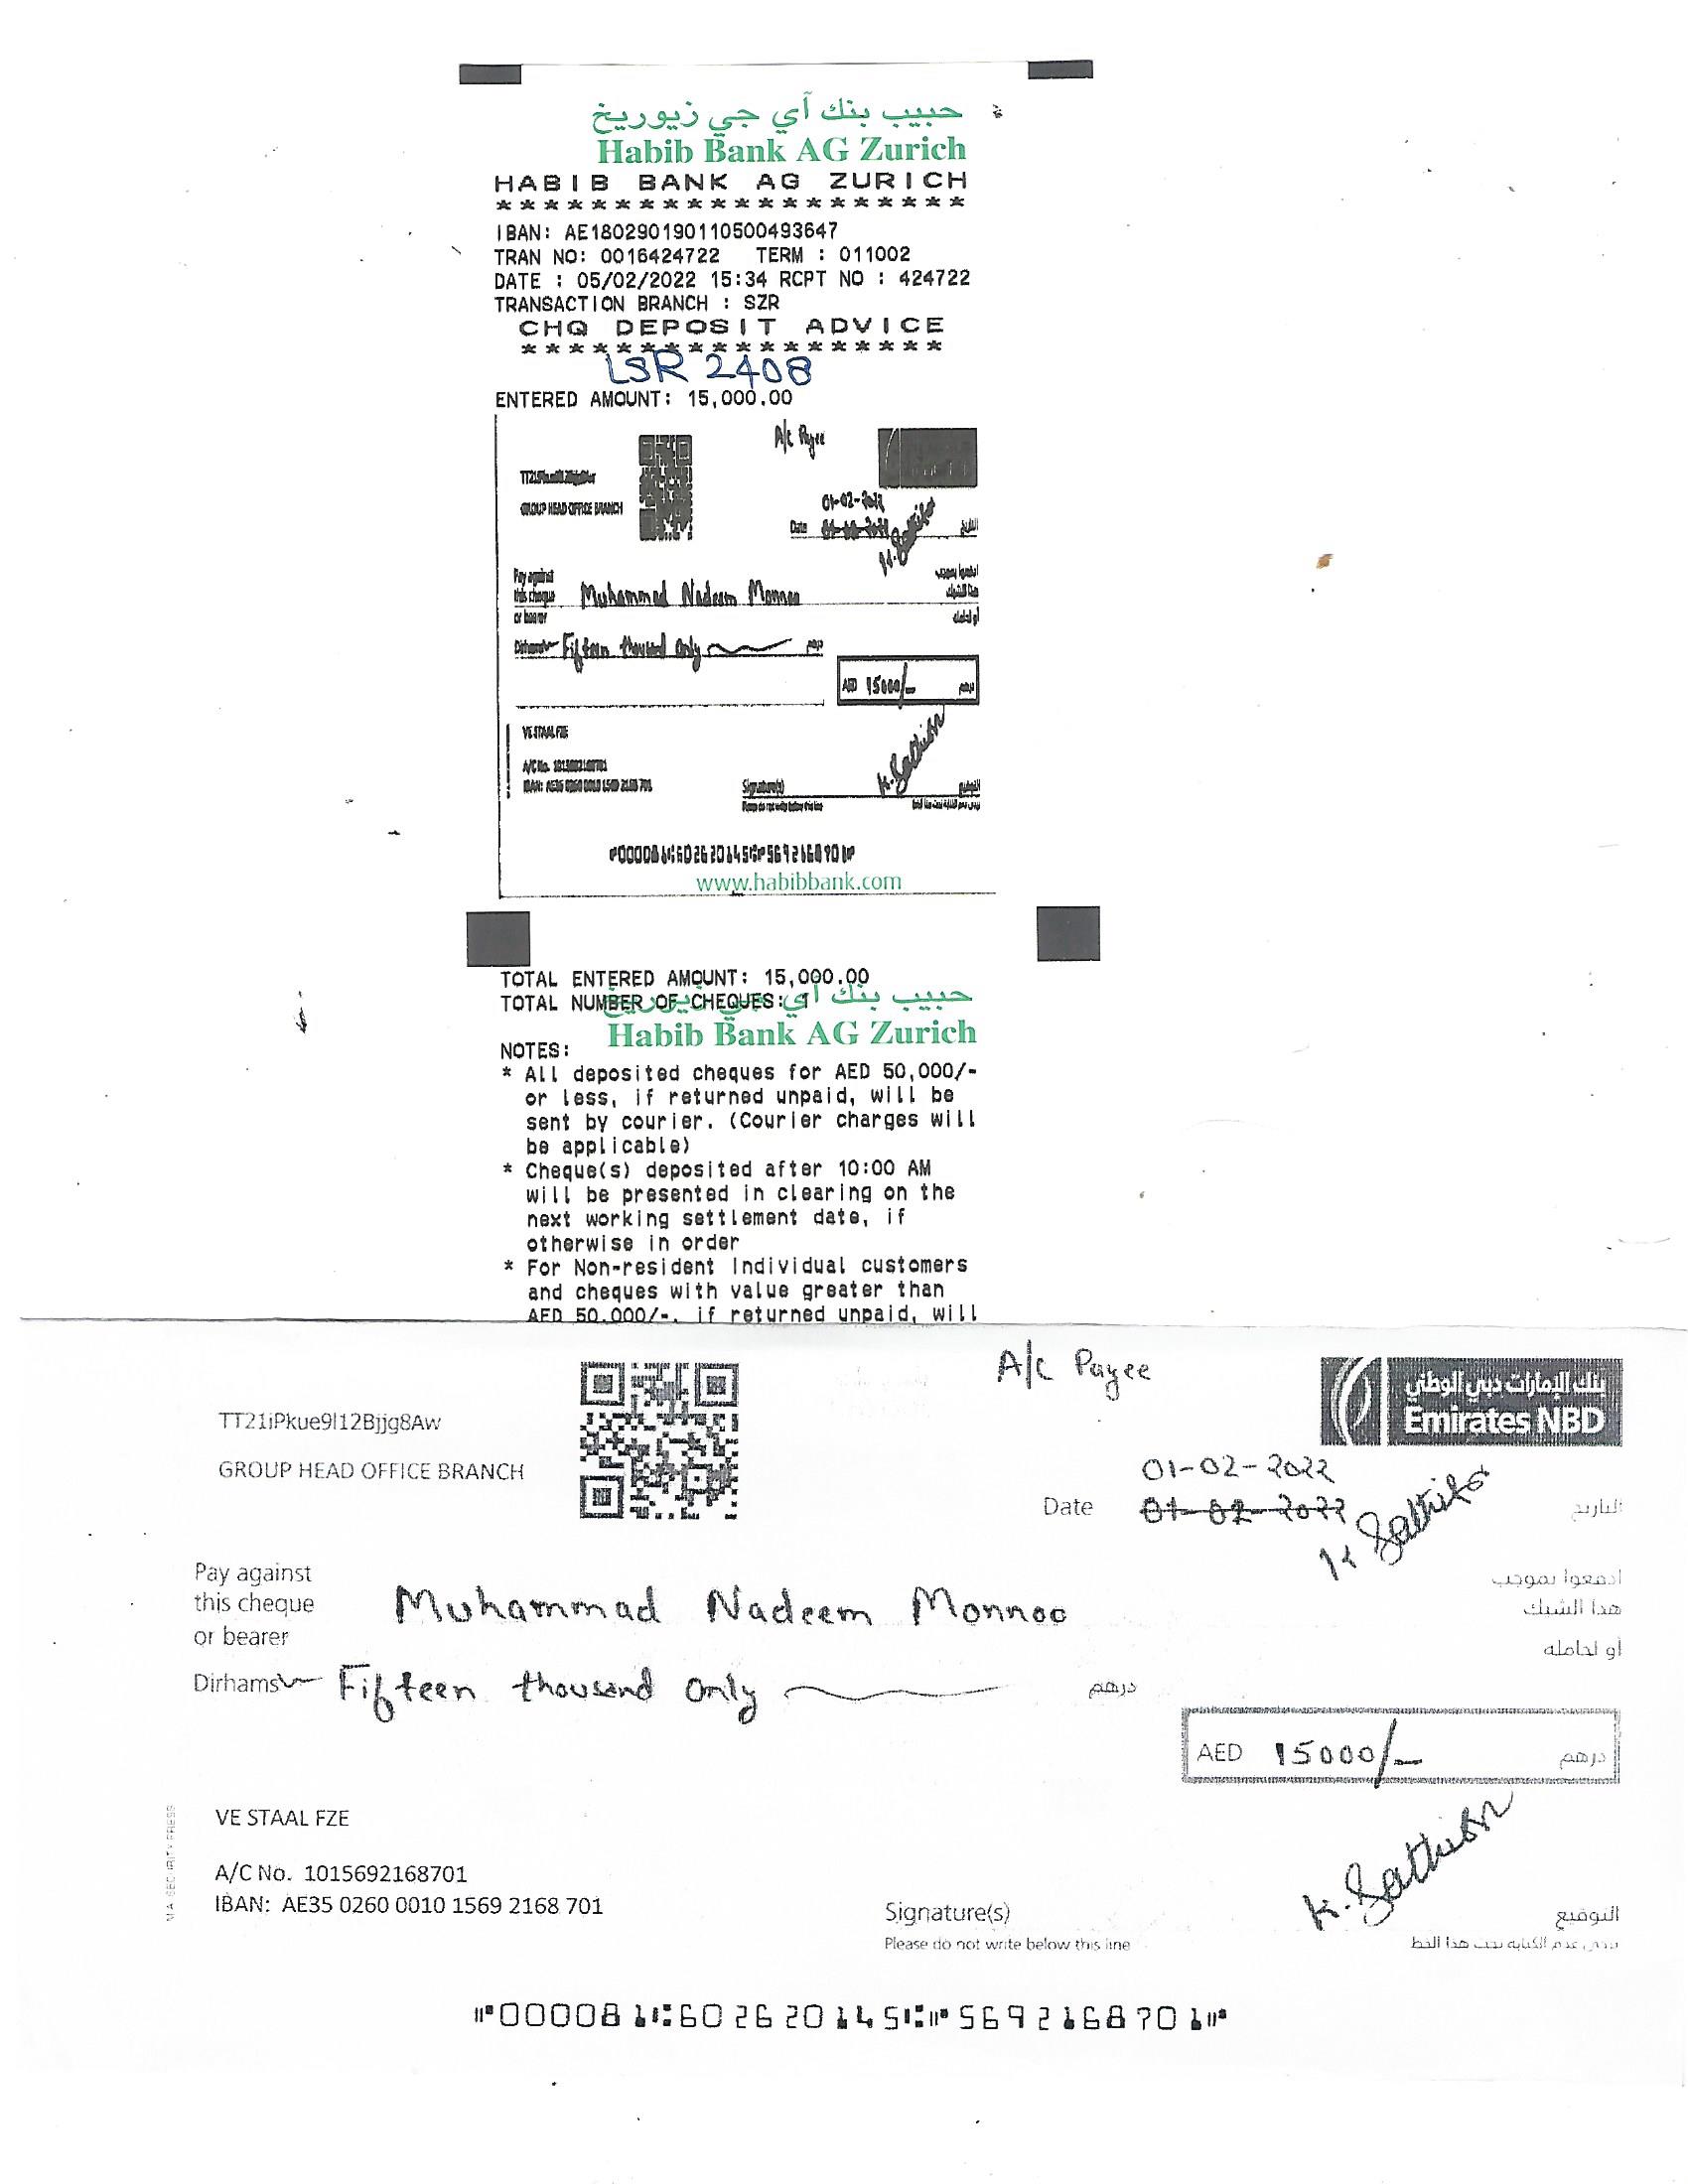 حبيب بنك آي جي زيوريخ
Habib Bank AG Zurich
HABIB BANK AG ZURICH
********************
IBAN: AE180290190110500493647
TRAN NO: 0016424722 TERM : 011002
DATE : 05/02/2022 15:34 RCPT NO : 424722
TRANSACTION BRANCH : SZR
CHQ DEPOSIT ADVICE
******************
LSR 2408
ENTERED AMOUNT: 15,000.00
A/c Payee
GROUP HEAD OFFICE BRANCH
01-02-2022
Date 01-02-2022 التاريخ
K. Sathish
Pay against ادفعوا بموجب
this cheque Muhammad Nadeem Monnoo هذا الشيك
or bearer أو لحامله
Dirhams Fifteen thousand only درهم
AED 15000/- درهم
VE STAAL FZE
A/C No. 1015692168701
IBAN: AE35 0260 0010 1569 2168 701
K. Sathish
Signature(s) التوقيع
Please do not write below this line يرجى عدم الكتابة تحت هذا الخط
⑈000081⑆602620145⑆⑈5692168701⑈
www.habibbank.com
TOTAL ENTERED AMOUNT: 15,000.00
TOTAL NUMBER OF CHEQUES: 1
حبيب بنك آي جي زيوريخ
Habib Bank AG Zurich
NOTES:
* All deposited cheques for AED 50,000/-
or less, if returned unpaid, will be
sent by courier. (Courier charges will
be applicable)
* Cheque(s) deposited after 10:00 AM
will be presented in clearing on the
next working settlement date, if
otherwise in order
* For Non-resident Individual customers
and cheques with value greater than
AED 50,000/-, if returned unpaid, will
A/c Payee
بنك الإمارات دبي الوطني
Emirates NBD
TT21iPkue9l12Bjjg8Aw
GROUP HEAD OFFICE BRANCH
01-02-2022
Date 01-02-2022 التاريخ
K Sathish
Pay against ادفعوا بموجب
this cheque Muhammad Nadeem Monnoo هذا الشيك
or bearer أو لحامله
Dirhams Fifteen thousand only درهم
AED 15000/- درهم
VE STAAL FZE
A/C No. 1015692168701
IBAN: AE35 0260 0010 1569 2168 701
K. Sathish
Signature(s) التوقيع
Please do not write below this line يرجى عدم الكتابة تحت هذا الخط
⑈000081⑆602620145⑆⑈5692168701⑈